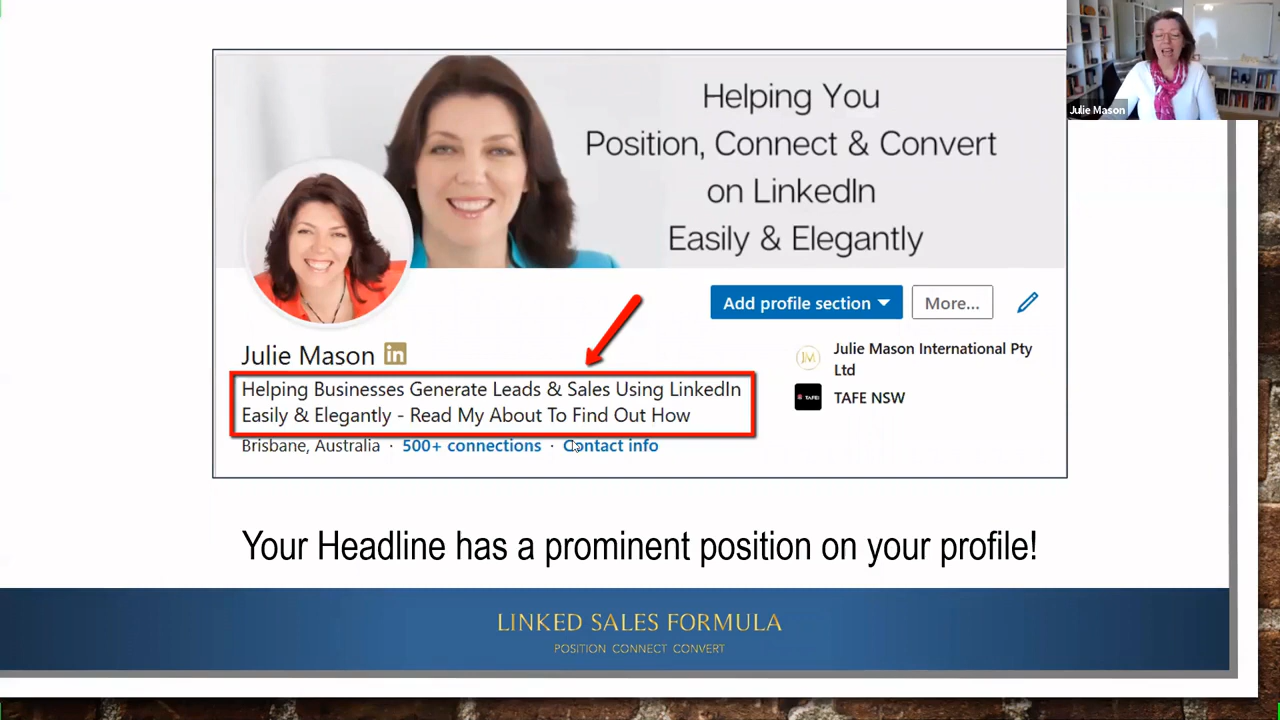 Helping You
Position, Connect & Convert
on LinkedIn
Easily & Elegantly
Julie Mason
Add profile section
More...
Julie Mason in
Helping Businesses Generate Leads & Sales Using LinkedIn
Easily & Elegantly - Read My About To Find Out How
Brisbane, Australia · 500+ connections · Contact info
JM
Julie Mason International Pty
Ltd
TAFE
TAFE NSW
Your Headline has a prominent position on your profile!
LINKED SALES FORMULA
POSITION CONNECT CONVERT